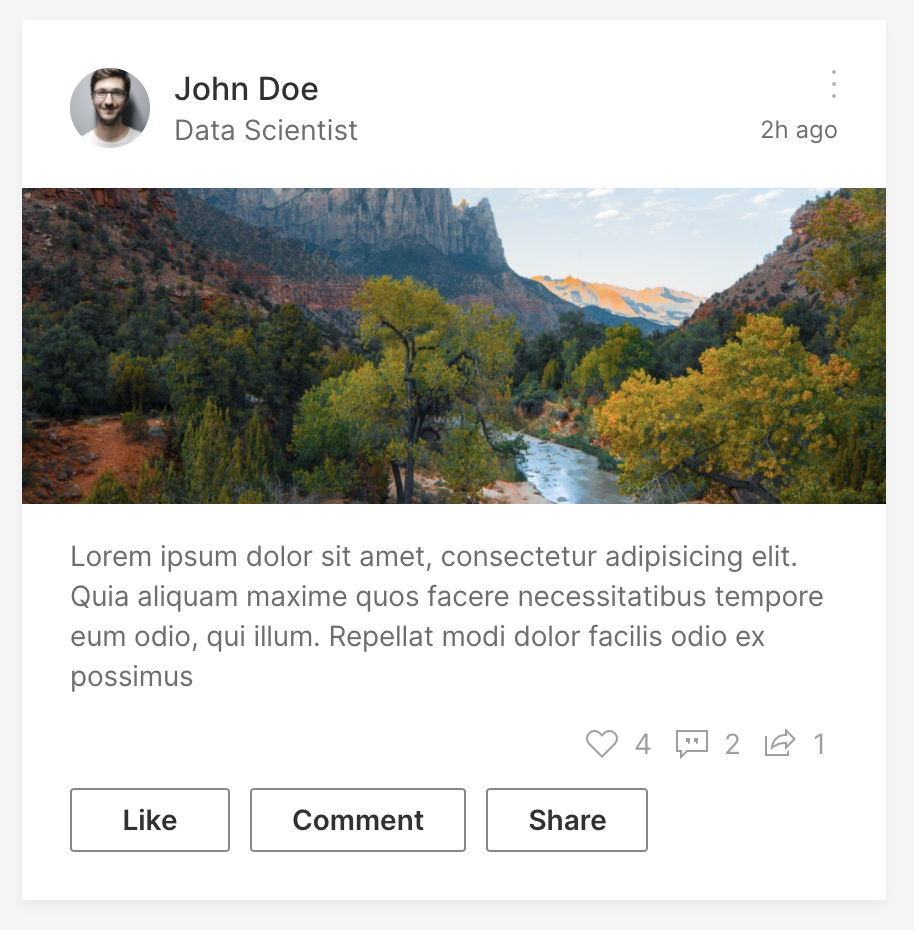 John Doe
Data Scientist
2h ago
Lorem ipsum dolor sit amet, consectetur adipisicing elit.
Quia aliquam maxime quos facere necessitatibus tempore
eum odio, qui illum. Repellat modi dolor facilis odio ex
possimus
4 2 1
Like Comment Share